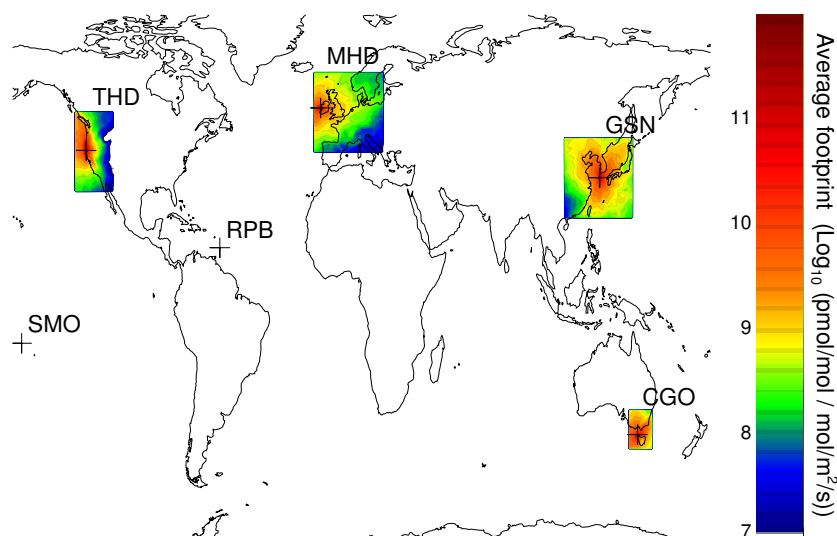 MHD
THD
GSN
RPB
SMO
CGO
11
10
9
8
7
Average footprint (Log₁₀ (pmol/mol / mol/m²/s))